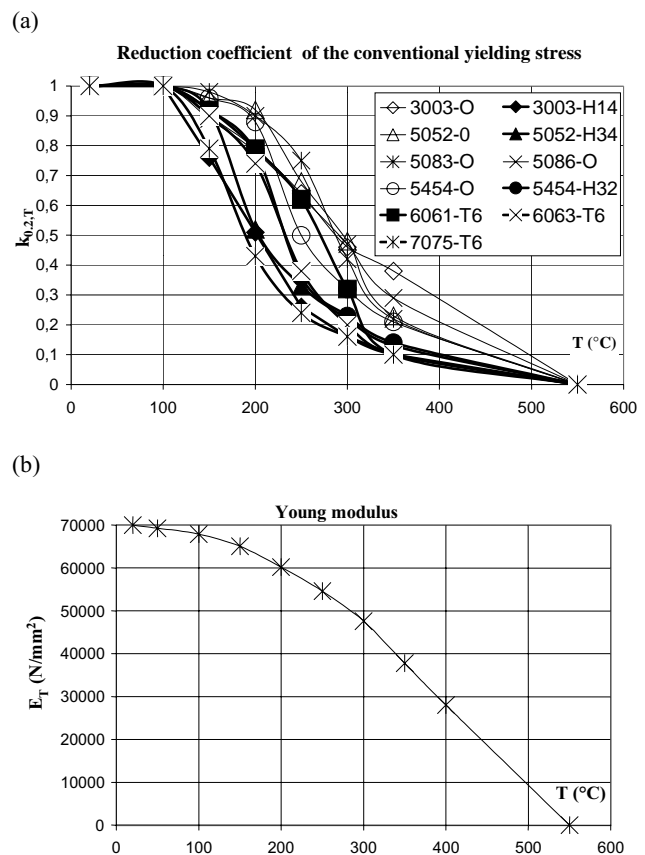 (a)
Reduction coefficient of the conventional yielding stress
k0.2,T
1
0,9
0,8
0,7
0,6
0,5
0,4
0,3
0,2
0,1
0
3003-O 3003-H14
5052-0 5052-H34
5083-O 5086-O
5454-O 5454-H32
6061-T6 6063-T6
7075-T6
T (°C)
0 100 200 300 400 500 600
(b)
Young modulus
ET (N/mm²)
70000
60000
50000
40000
30000
20000
10000
0
T (°C)
0 100 200 300 400 500 600